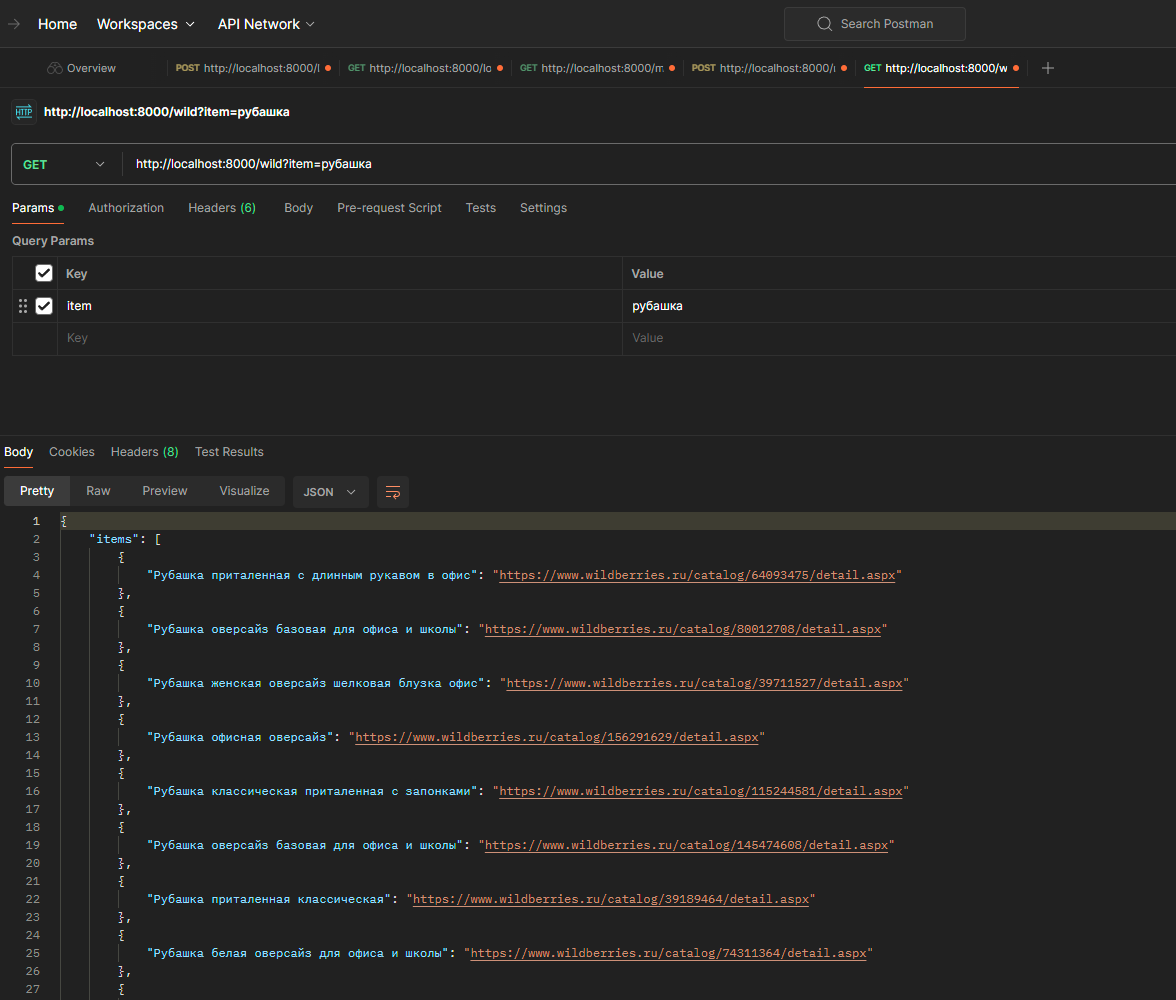 Home Workspaces API Network Search Postman
Overview POST http://localhost:8000/l GET http://localhost:8000/lo GET http://localhost:8000/m POST http://localhost:8000/ GET http://localhost:8000/w
HTTP http://localhost:8000/wild?item=рубашка
GET http://localhost:8000/wild?item=рубашка
Params Authorization Headers (6) Body Pre-request Script Tests Settings
Query Params
Key Value
item рубашка
Key Value
Body Cookies Headers (8) Test Results
Pretty Raw Preview Visualize JSON
1 {
2 "items": [
3 {
4 "Рубашка приталенная с длинным рукавом в офис": "https://www.wildberries.ru/catalog/64093475/detail.aspx"
5 },
6 {
7 "Рубашка оверсайз базовая для офиса и школы": "https://www.wildberries.ru/catalog/80012708/detail.aspx"
8 },
9 {
10 "Рубашка женская оверсайз шелковая блузка офис": "https://www.wildberries.ru/catalog/39711527/detail.aspx"
11 },
12 {
13 "Рубашка офисная оверсайз": "https://www.wildberries.ru/catalog/156291629/detail.aspx"
14 },
15 {
16 "Рубашка классическая приталенная с запонками": "https://www.wildberries.ru/catalog/115244581/detail.aspx"
17 },
18 {
19 "Рубашка оверсайз базовая для офиса и школы": "https://www.wildberries.ru/catalog/145474608/detail.aspx"
20 },
21 {
22 "Рубашка приталенная классическая": "https://www.wildberries.ru/catalog/39189464/detail.aspx"
23 },
24 {
25 "Рубашка белая оверсайз для офиса и школы": "https://www.wildberries.ru/catalog/74311364/detail.aspx"
26 },
27 {